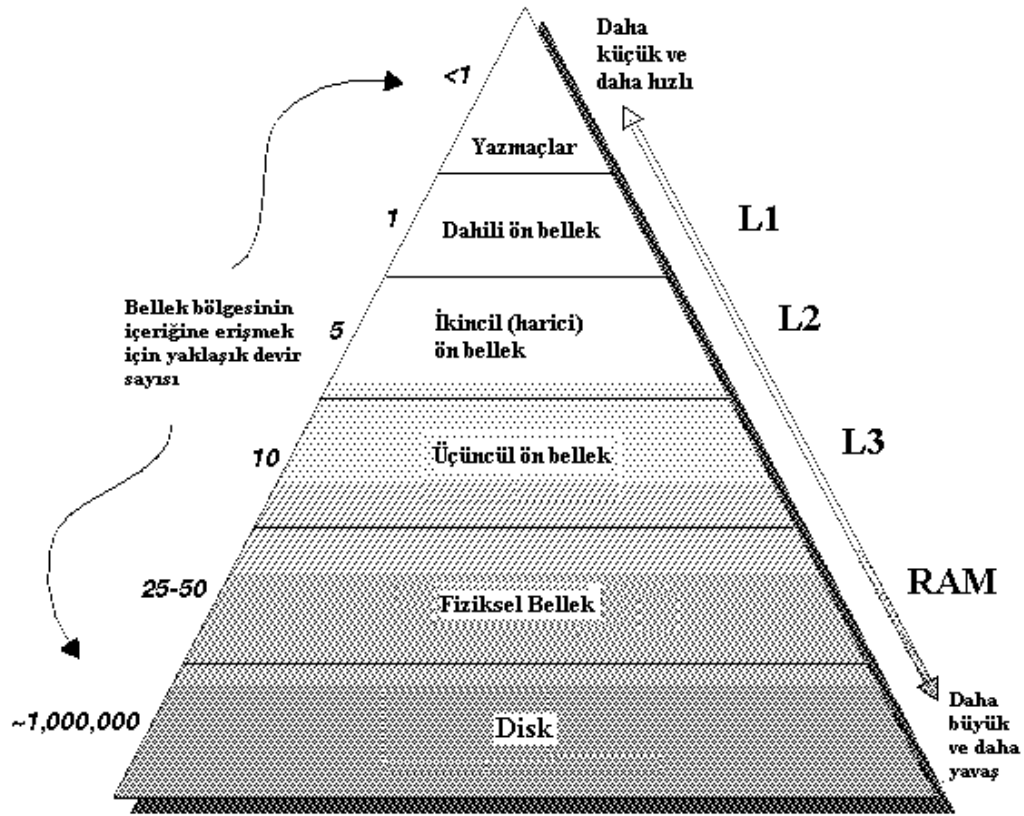 Daha
küçük ve
daha hızlı
<1
Yazmaçlar
1
Dahili ön bellek
L1
Bellek bölgesinin
içeriğine erişmek
için yaklaşık devir
sayısı
5
İkincil (harici)
ön bellek
L2
10
Üçüncül ön bellek
L3
25-50
Fiziksel Bellek
RAM
~1,000,000
Disk
Daha
büyük
ve daha
yavaş